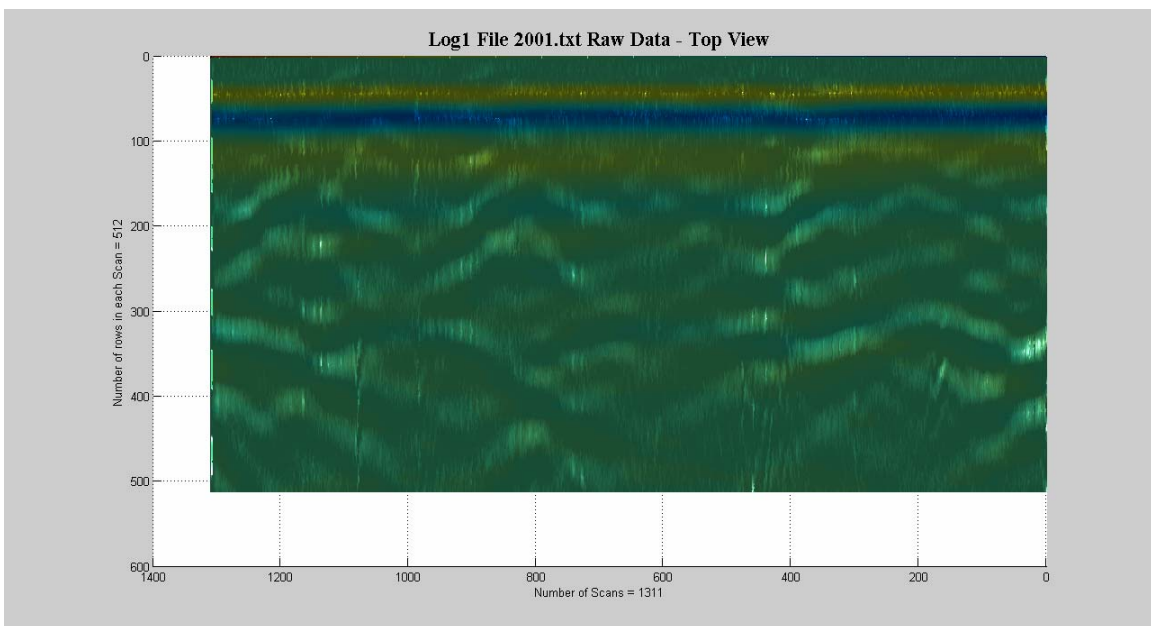 Log1 File 2001.txt Raw Data - Top View
0
100
200
300
400
500
600
Number of rows in each Scan = 512
1400 1200 1000 800 600 400 200 0
Number of Scans = 1311